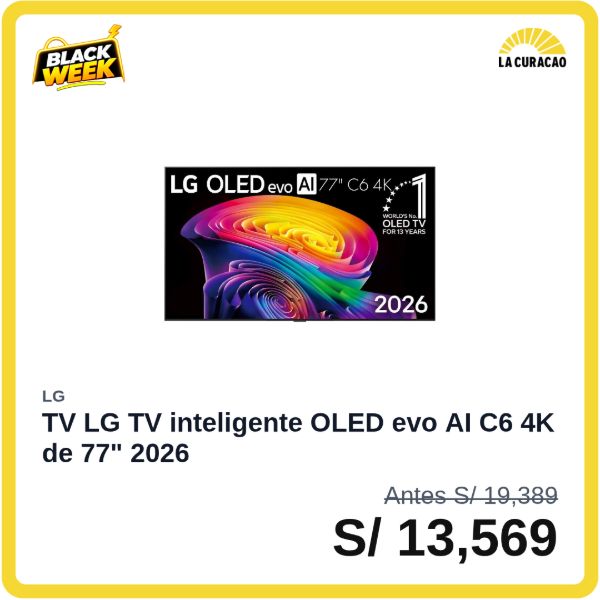 BLACK
WEEK
LA CURACAO
LG OLED evo AI 77" C6 4K
1
WORLD'S No.
OLED TV
FOR 13 YEARS
2026
LG
TV LG TV inteligente OLED evo AI C6 4K
de 77" 2026
Antes S/ 19,389
S/ 13,569